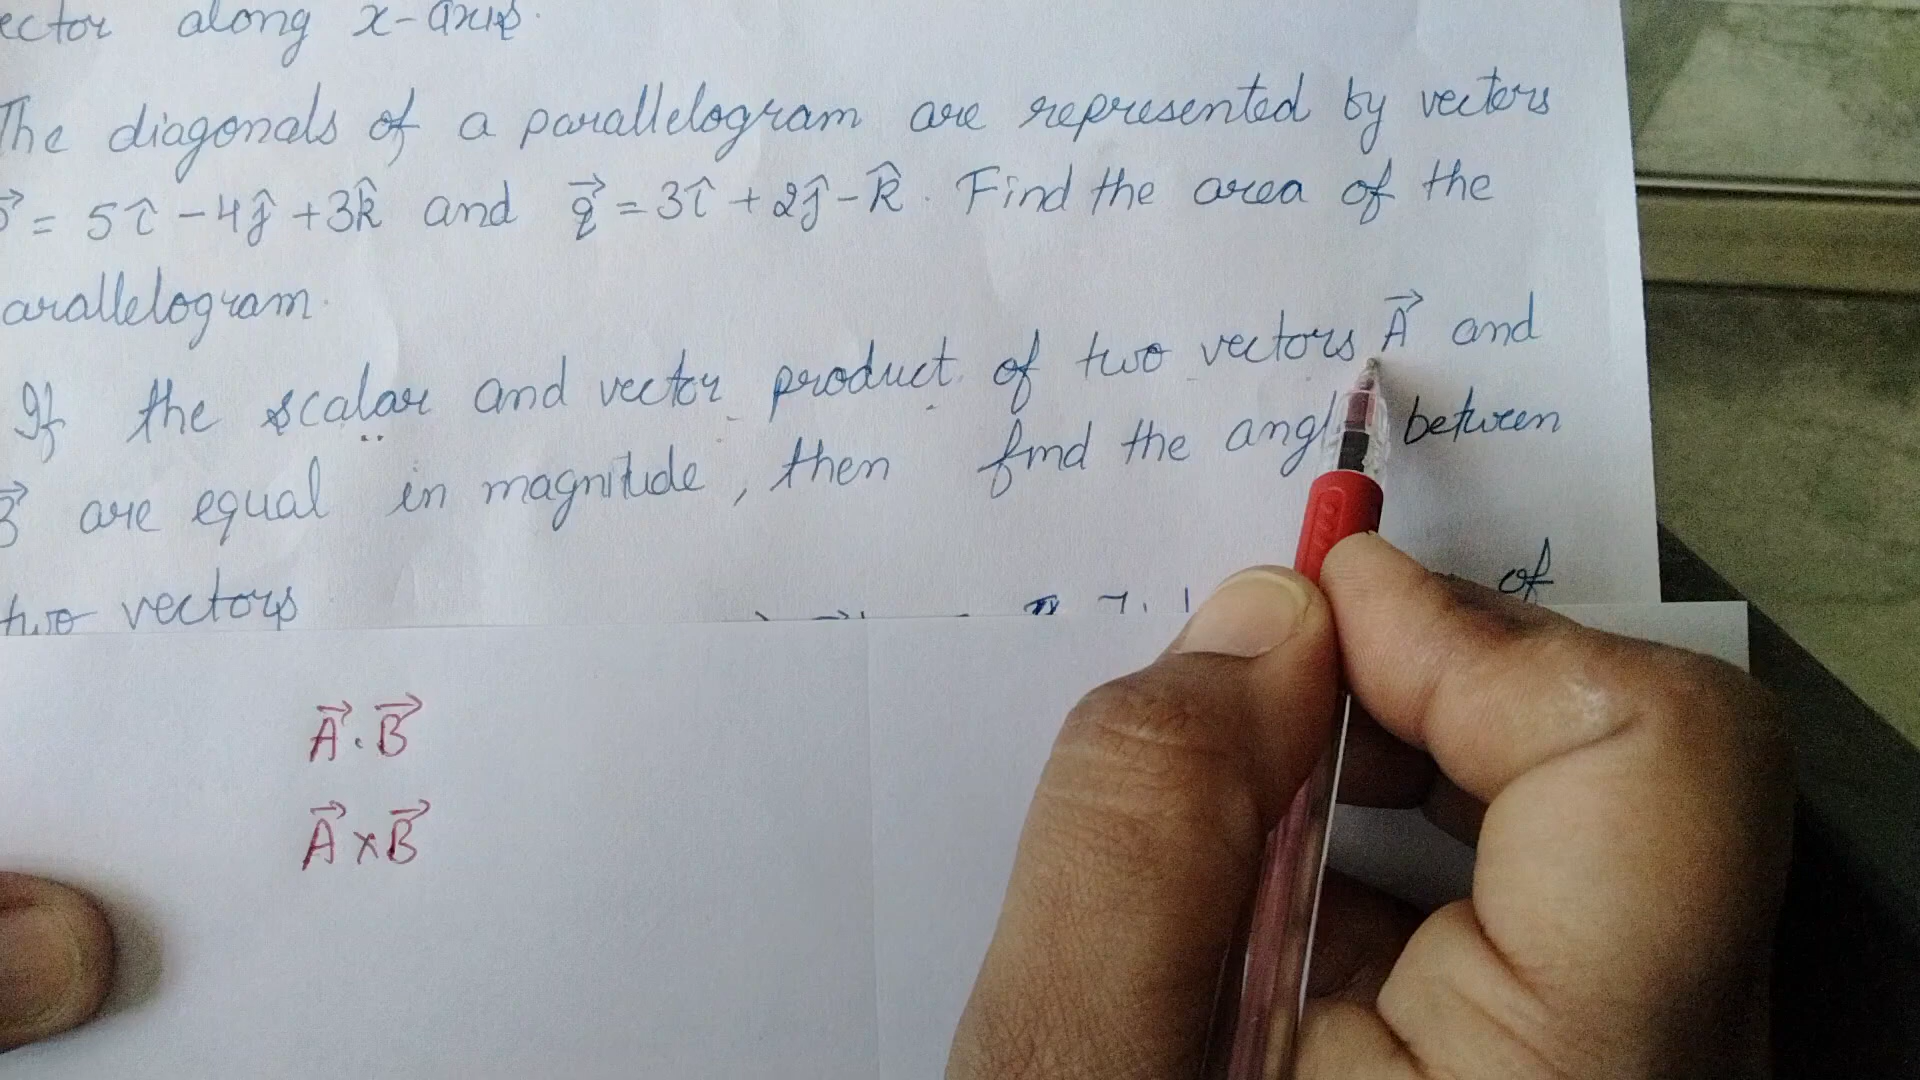 ector along x-axis.
The diagonals of a parallelogram are represented by vectors
= 5î - 4ĵ + 3k̂ and q⃗ = 3î + 2ĵ - k̂. Find the area of the
arallelogram.
If the scalar and vector product of two vectors A⃗ and
are equal in magnitude, then find the angle between
two vectors
of
A⃗ . B⃗
A⃗ × B⃗